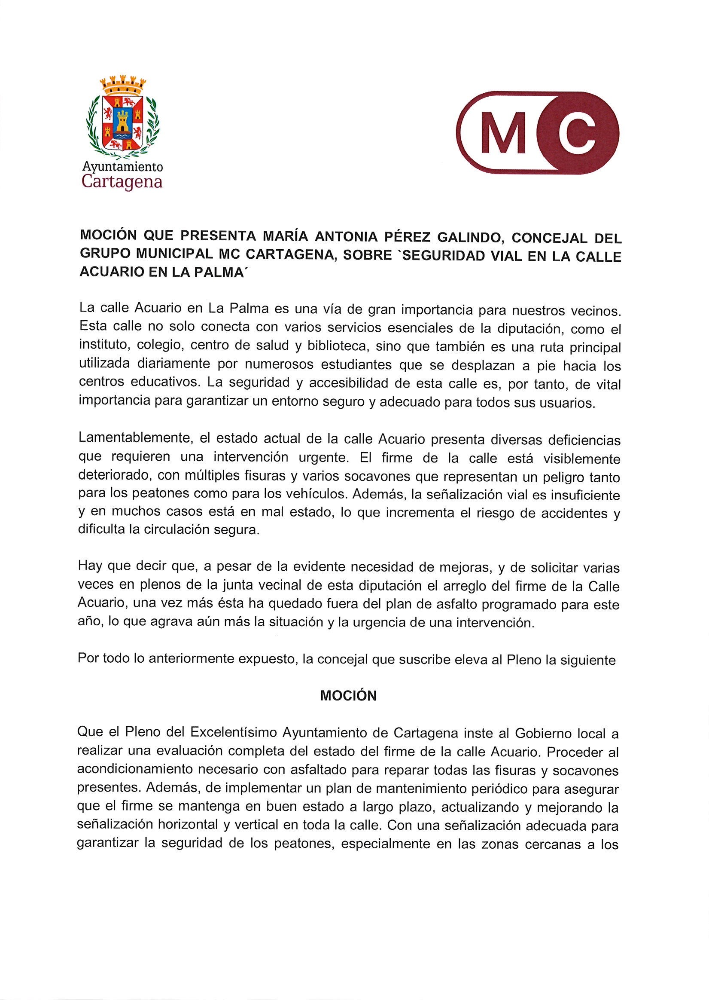 Ayuntamiento
Cartagena
M C
MOCIÓN QUE PRESENTA MARÍA ANTONIA PÉREZ GALINDO, CONCEJAL DEL
GRUPO MUNICIPAL MC CARTAGENA, SOBRE `SEGURIDAD VIAL EN LA CALLE
ACUARIO EN LA PALMA´
La calle Acuario en La Palma es una vía de gran importancia para nuestros vecinos.
Esta calle no solo conecta con varios servicios esenciales de la diputación, como el
instituto, colegio, centro de salud y biblioteca, sino que también es una ruta principal
utilizada diariamente por numerosos estudiantes que se desplazan a pie hacia los
centros educativos. La seguridad y accesibilidad de esta calle es, por tanto, de vital
importancia para garantizar un entorno seguro y adecuado para todos sus usuarios.
Lamentablemente, el estado actual de la calle Acuario presenta diversas deficiencias
que requieren una intervención urgente. El firme de la calle está visiblemente
deteriorado, con múltiples fisuras y varios socavones que representan un peligro tanto
para los peatones como para los vehículos. Además, la señalización vial es insuficiente
y en muchos casos está en mal estado, lo que incrementa el riesgo de accidentes y
dificulta la circulación segura.
Hay que decir que, a pesar de la evidente necesidad de mejoras, y de solicitar varias
veces en plenos de la junta vecinal de esta diputación el arreglo del firme de la Calle
Acuario, una vez más ésta ha quedado fuera del plan de asfalto programado para este
año, lo que agrava aún más la situación y la urgencia de una intervención.
Por todo lo anteriormente expuesto, la concejal que suscribe eleva al Pleno la siguiente
MOCIÓN
Que el Pleno del Excelentísimo Ayuntamiento de Cartagena inste al Gobierno local a
realizar una evaluación completa del estado del firme de la calle Acuario. Proceder al
acondicionamiento necesario con asfaltado para reparar todas las fisuras y socavones
presentes. Además, de implementar un plan de mantenimiento periódico para asegurar
que el firme se mantenga en buen estado a largo plazo, actualizando y mejorando la
señalización horizontal y vertical en toda la calle. Con una señalización adecuada para
garantizar la seguridad de los peatones, especialmente en las zonas cercanas a los